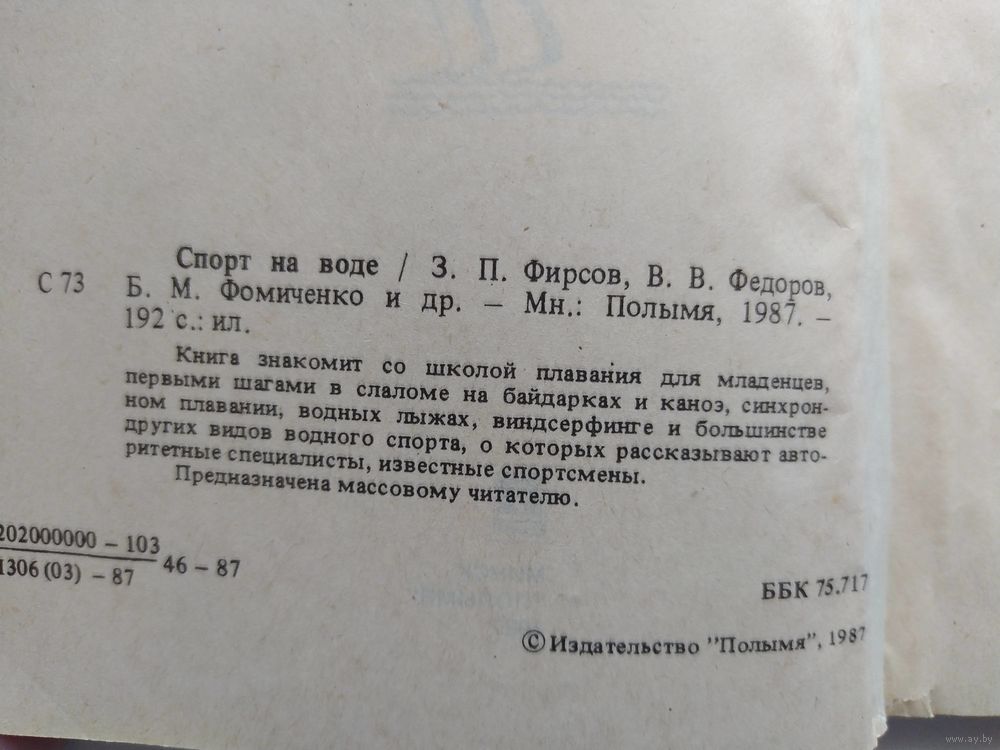 Спорт на воде / З. П. Фирсов, В. В. Федоров,
С 73 Б. М. Фомиченко и др. – Мн.: Полымя, 1987. –
192 с.: ил.
Книга знакомит со школой плавания для младенцев,
первыми шагами в слаломе на байдарках и каноэ, синхрон-
ном плавании, водных лыжах, виндсерфинге и большинстве
других видов водного спорта, о которых рассказывают авто-
ритетные специалисты, известные спортсмены.
Предназначена массовому читателю.
202000000 – 103
1306 (03) – 87 46 – 87
ББК 75.717
© Издательство "Полымя", 1987
www.ay.by